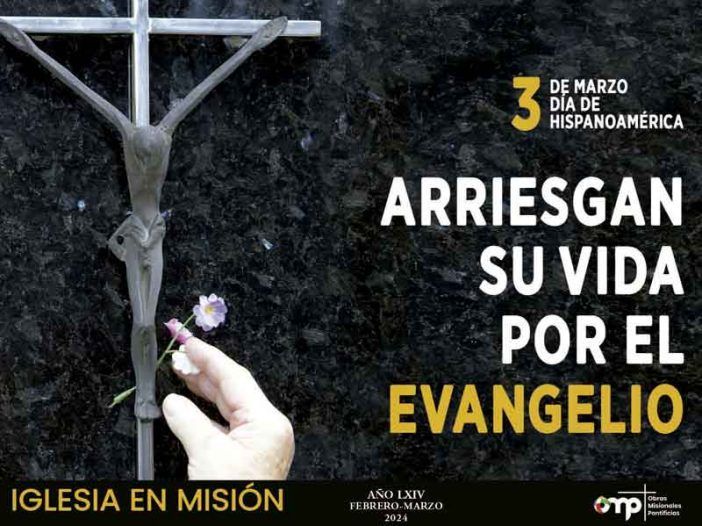 3 DE MARZO
DÍA DE
HISPANOAMÉRICA
ARRIESGAN
SU VIDA
POR EL
EVANGELIO
IGLESIA EN MISIÓN
AÑO LXIV
FEBRERO-MARZO
2024
omp
Obras
Misionales
Pontificias